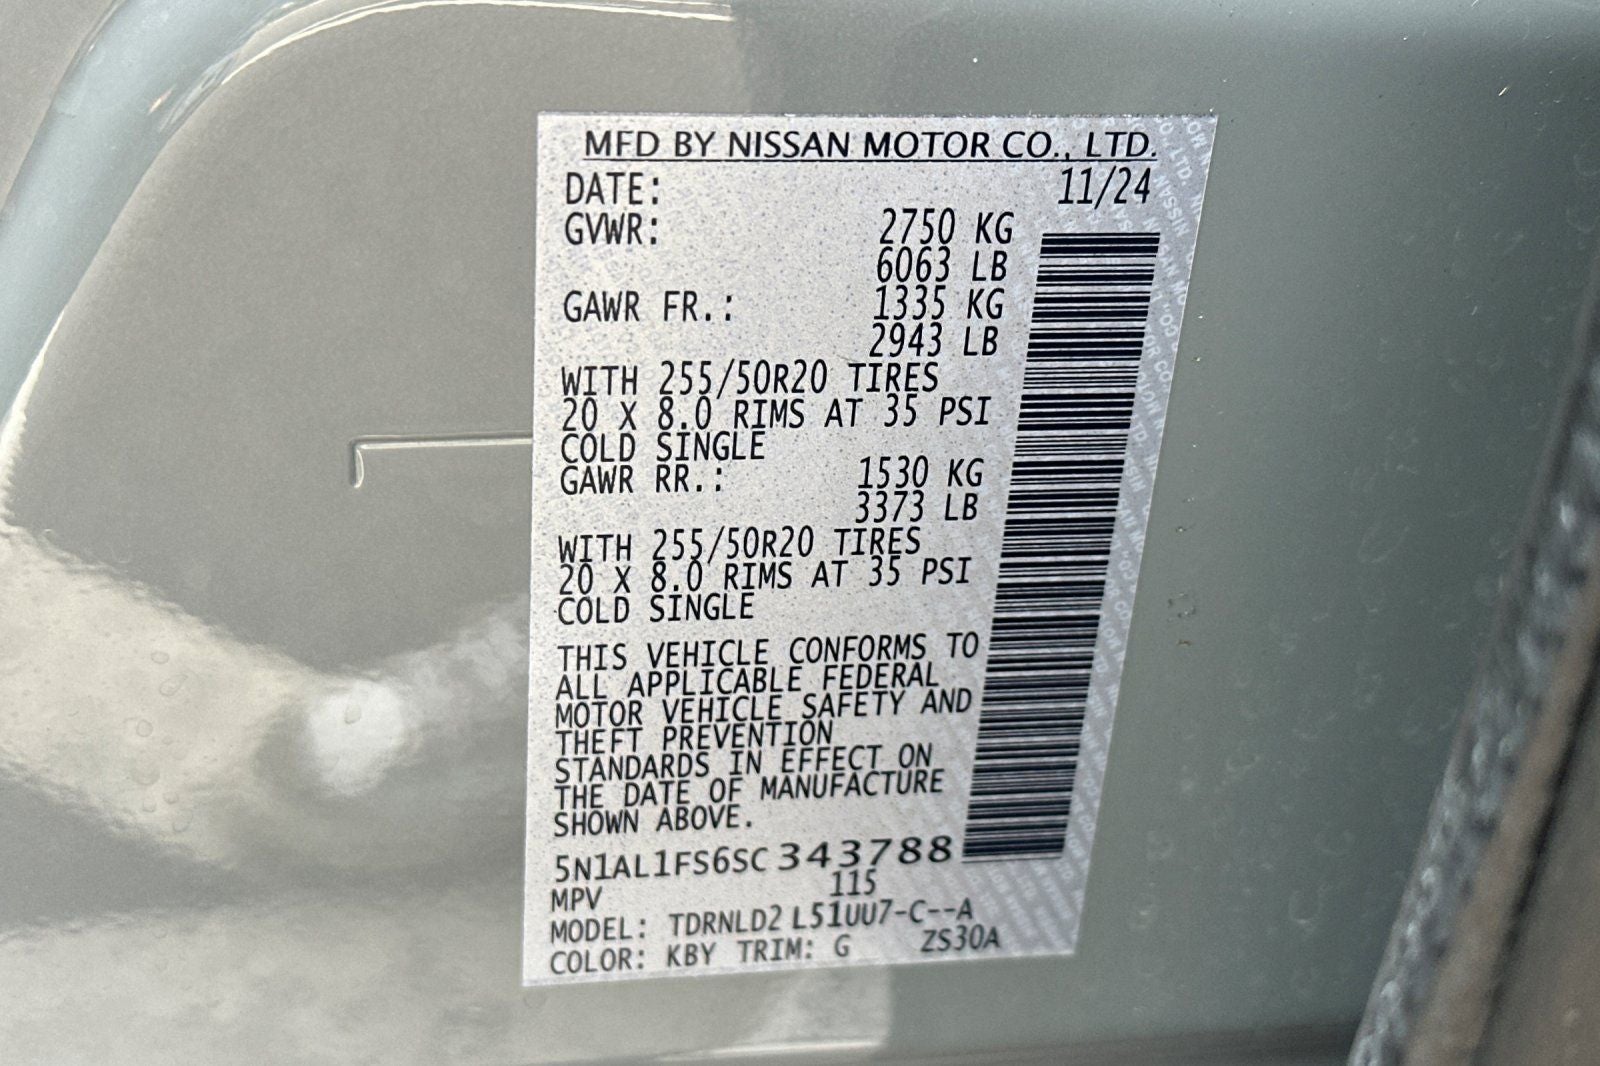 MFD BY NISSAN MOTOR CO., LTD.
DATE: 11/24
GVWR: 2750 KG
6063 LB
GAWR FR.: 1335 KG
2943 LB
WITH 255/50R20 TIRES
20 X 8.0 RIMS AT 35 PSI
COLD SINGLE
GAWR RR.: 1530 KG
3373 LB
WITH 255/50R20 TIRES
20 X 8.0 RIMS AT 35 PSI
COLD SINGLE
THIS VEHICLE CONFORMS TO
ALL APPLICABLE FEDERAL
MOTOR VEHICLE SAFETY AND
THEFT PREVENTION
STANDARDS IN EFFECT ON
THE DATE OF MANUFACTURE
SHOWN ABOVE.
5N1AL1FS6SC343788
MPV 115
MODEL: TDRNLD2 L51UU7-C--A
COLOR: KBY TRIM: G ZS30A